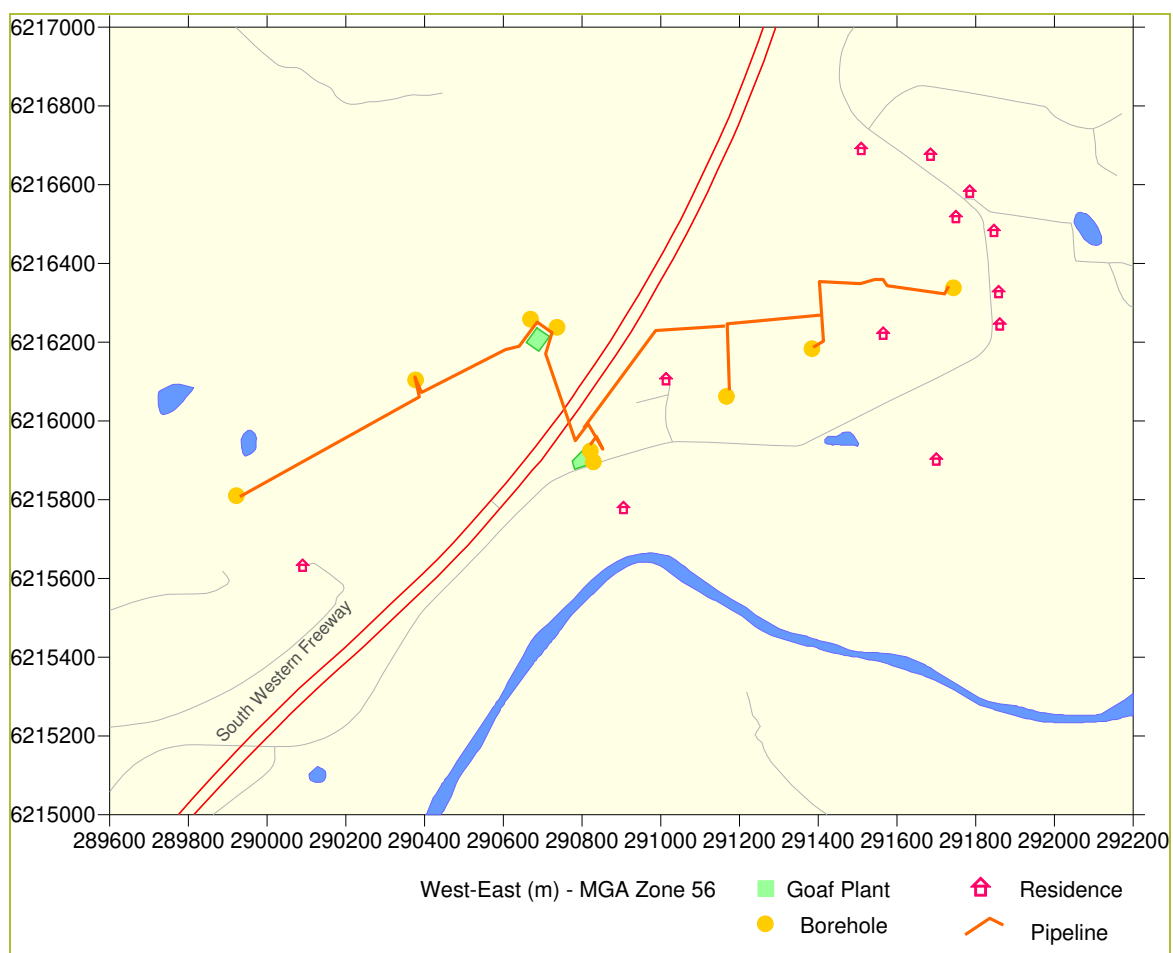 6217000
6216800
6216600
6216400
6216200
6216000
6215800
6215600
6215400
6215200
6215000
South Western Freeway
289600 289800 290000 290200 290400 290600 290800 291000 291200 291400 291600 291800 292000 292200
West-East (m) - MGA Zone 56
Goaf Plant
Residence
Borehole
Pipeline